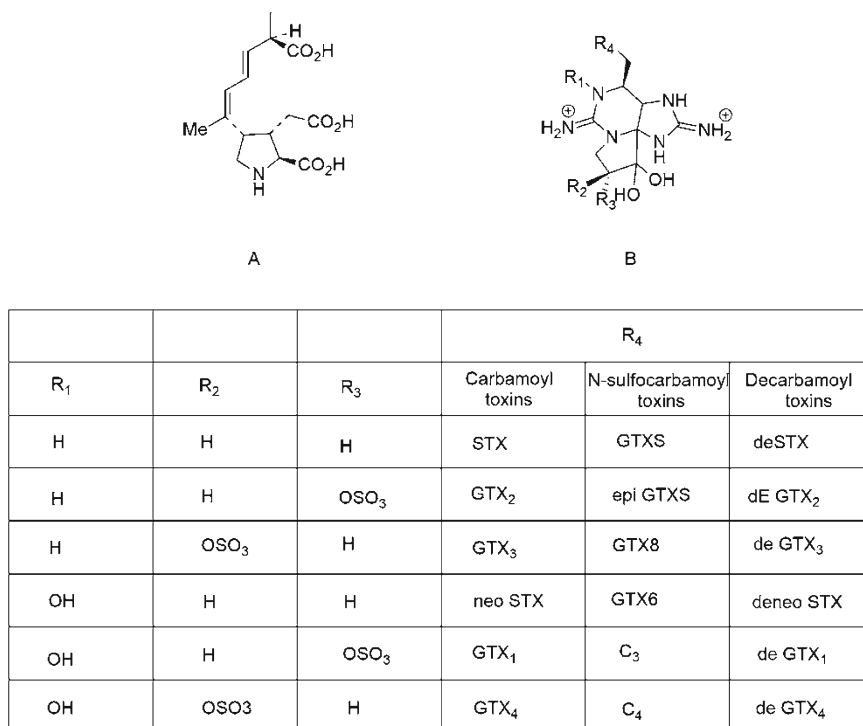 H
CO₂H
Me
CO₂H
CO₂H
N
H
A
R₄
R₁
N
NH
⊕
H₂N
N
N
H
⊕
NH₂
R₂
R₃
HO
OH
B
R₄
R₁ R₂ R₃ Carbamoyl toxins N-sulfocarbamoyl toxins Decarbamoyl toxins
H H H STX GTXS deSTX
H H OSO₃ GTX₂ epi GTXS dE GTX₂
H OSO₃ H GTX₃ GTX8 de GTX₃
OH H H neo STX GTX6 deneo STX
OH H OSO₃ GTX₁ C₃ de GTX₁
OH OSO3 H GTX₄ C₄ de GTX₄